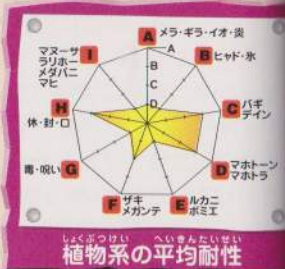 A メラ・ギラ・イオ・炎
B ヒャド・氷
C バギ
デイン
D マホトーン
マホトラ
E ルカニ
ボミエ
F ザキ
メガンテ
G 毒・呪い
H 休・封・口
I マヌーサ
ラリホー
メダパニ
マヒ
A
B
C
D
しょくぶつけい へいきんたいせい
植物系の平均耐性